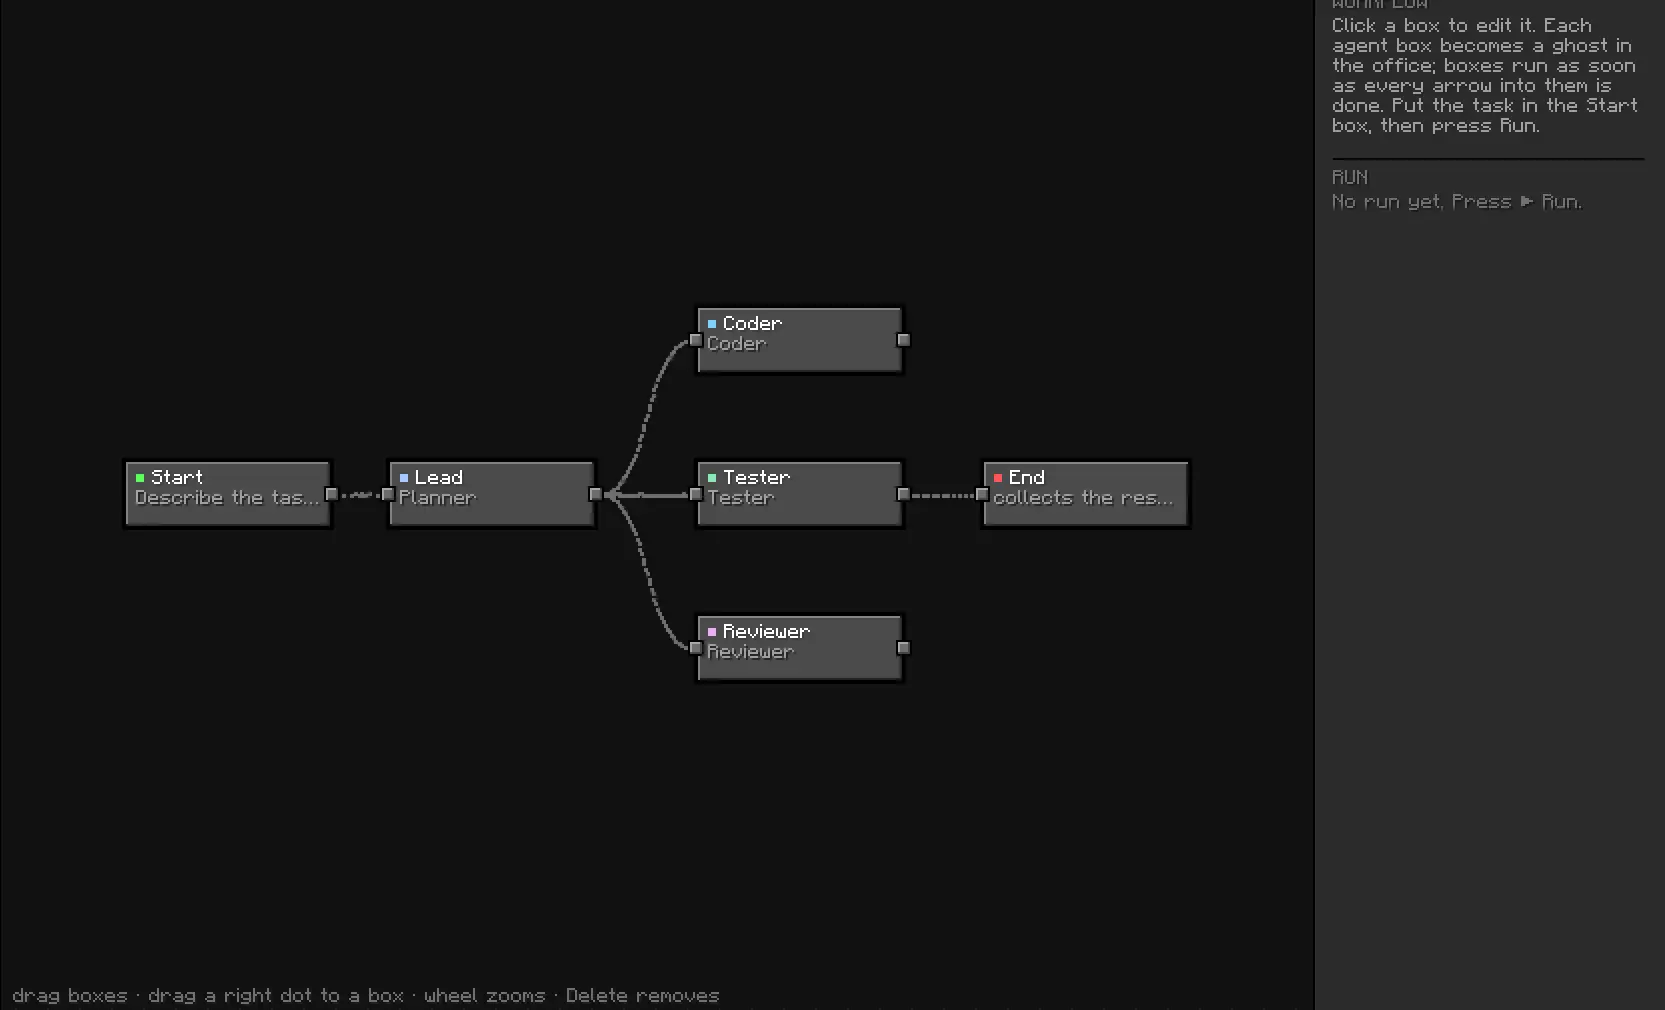 WORKFLOW
Click a box to edit it. Each
agent box becomes a ghost in
the office; boxes run as soon
as every arrow into them is
done. Put the task in the Start
box, then press Run.
RUN
No run yet. Press ▶ Run.
Coder
Coder
Start
Describe the tas...
Lead
Planner
Tester
Tester
End
collects the res...
Reviewer
Reviewer
drag boxes · drag a right dot to a box · wheel zooms · Delete removes